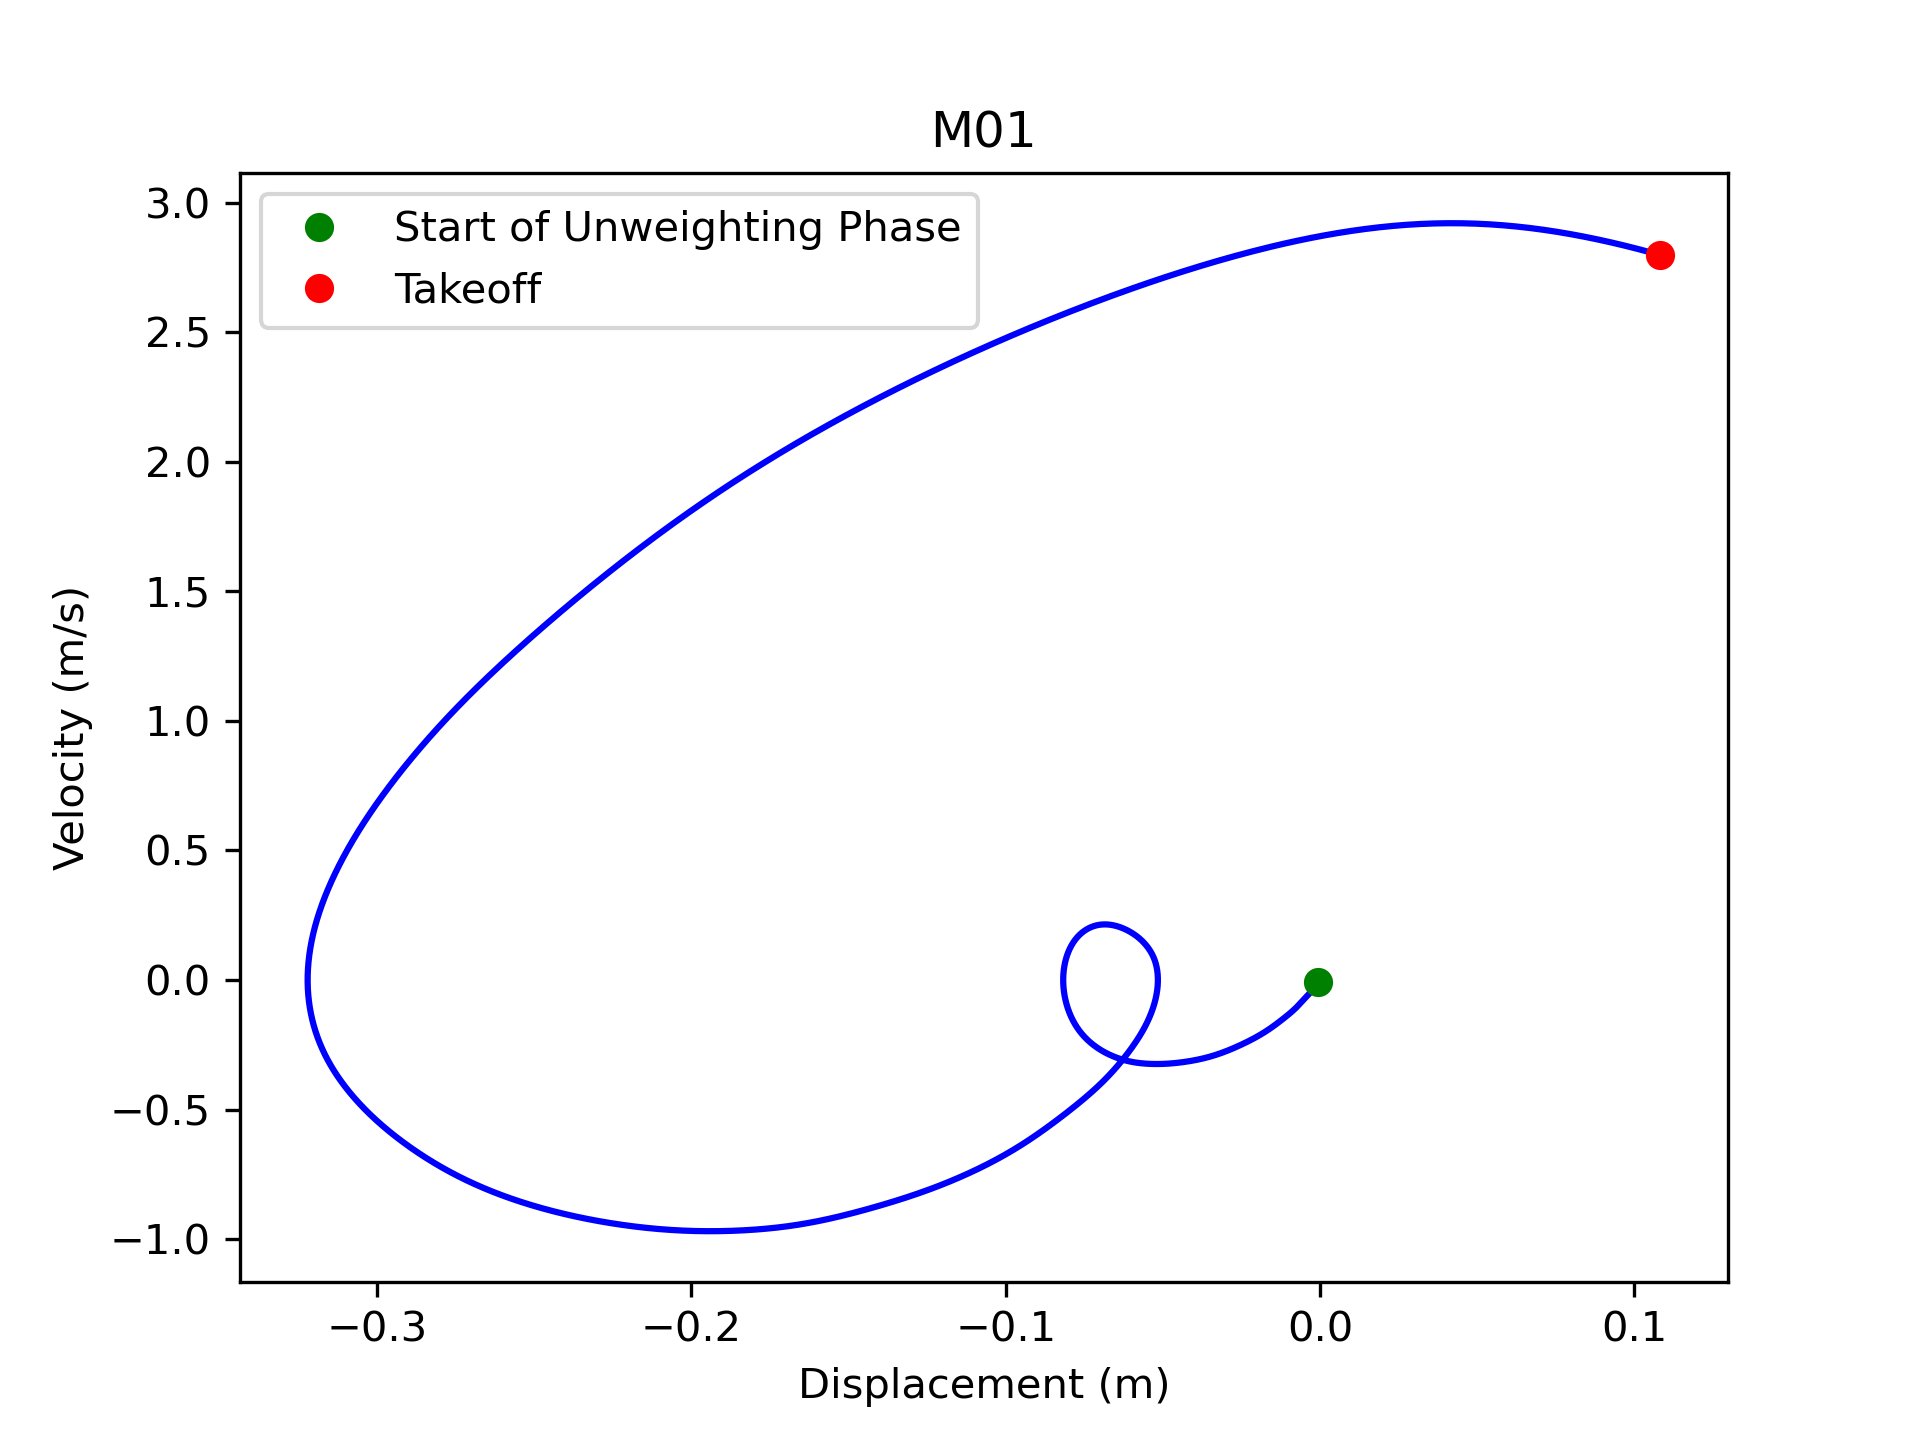 M01
Start of Unweighting Phase
Takeoff
3.0
2.5
2.0
1.5
1.0
0.5
0.0
−0.5
−1.0
Velocity (m/s)
−0.3 −0.2 −0.1 0.0 0.1
Displacement (m)